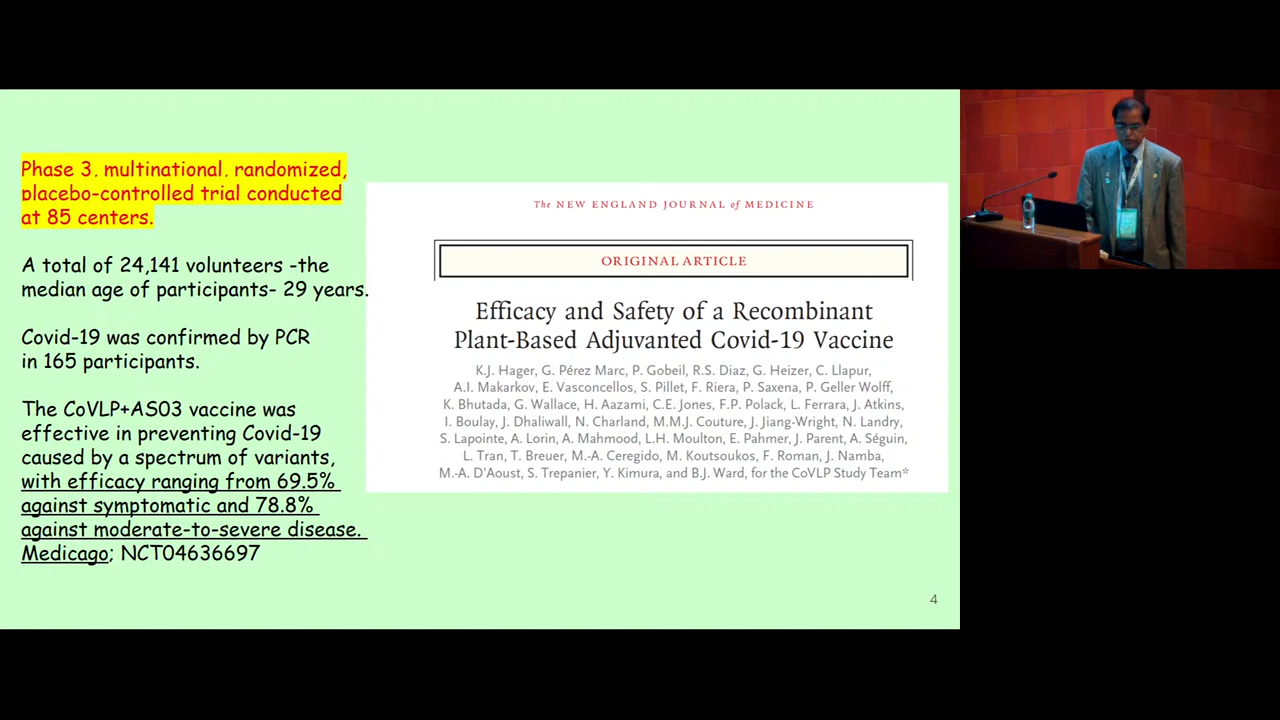 Phase 3, multinational, randomized,
placebo-controlled trial conducted
at 85 centers.
A total of 24,141 volunteers -the
median age of participants- 29 years.
Covid-19 was confirmed by PCR
in 165 participants.
The CoVLP+AS03 vaccine was
effective in preventing Covid-19
caused by a spectrum of variants,
with efficacy ranging from 69.5%
against symptomatic and 78.8%
against moderate-to-severe disease.
Medicago; NCT04636697
The NEW ENGLAND JOURNAL of MEDICINE
ORIGINAL ARTICLE
Efficacy and Safety of a Recombinant
Plant-Based Adjuvanted Covid-19 Vaccine
K.J. Hager, G. Pérez Marc, P. Gobeil, R.S. Diaz, G. Heizer, C. Llapur,
A.I. Makarkov, E. Vasconcellos, S. Pillet, F. Riera, P. Saxena, P. Geller Wolff,
K. Bhutada, G. Wallace, H. Aazami, C.E. Jones, F.P. Polack, L. Ferrara, J. Atkins,
I. Boulay, J. Dhaliwall, N. Charland, M.M.J. Couture, J. Jiang-Wright, N. Landry,
S. Lapointe, A. Lorin, A. Mahmood, L.H. Moulton, E. Pahmer, J. Parent, A. Séguin,
L. Tran, T. Breuer, M.-A. Ceregido, M. Koutsoukos, F. Roman, J. Namba,
M.-A. D'Aoust, S. Trepanier, Y. Kimura, and B.J. Ward, for the CoVLP Study Team*
4